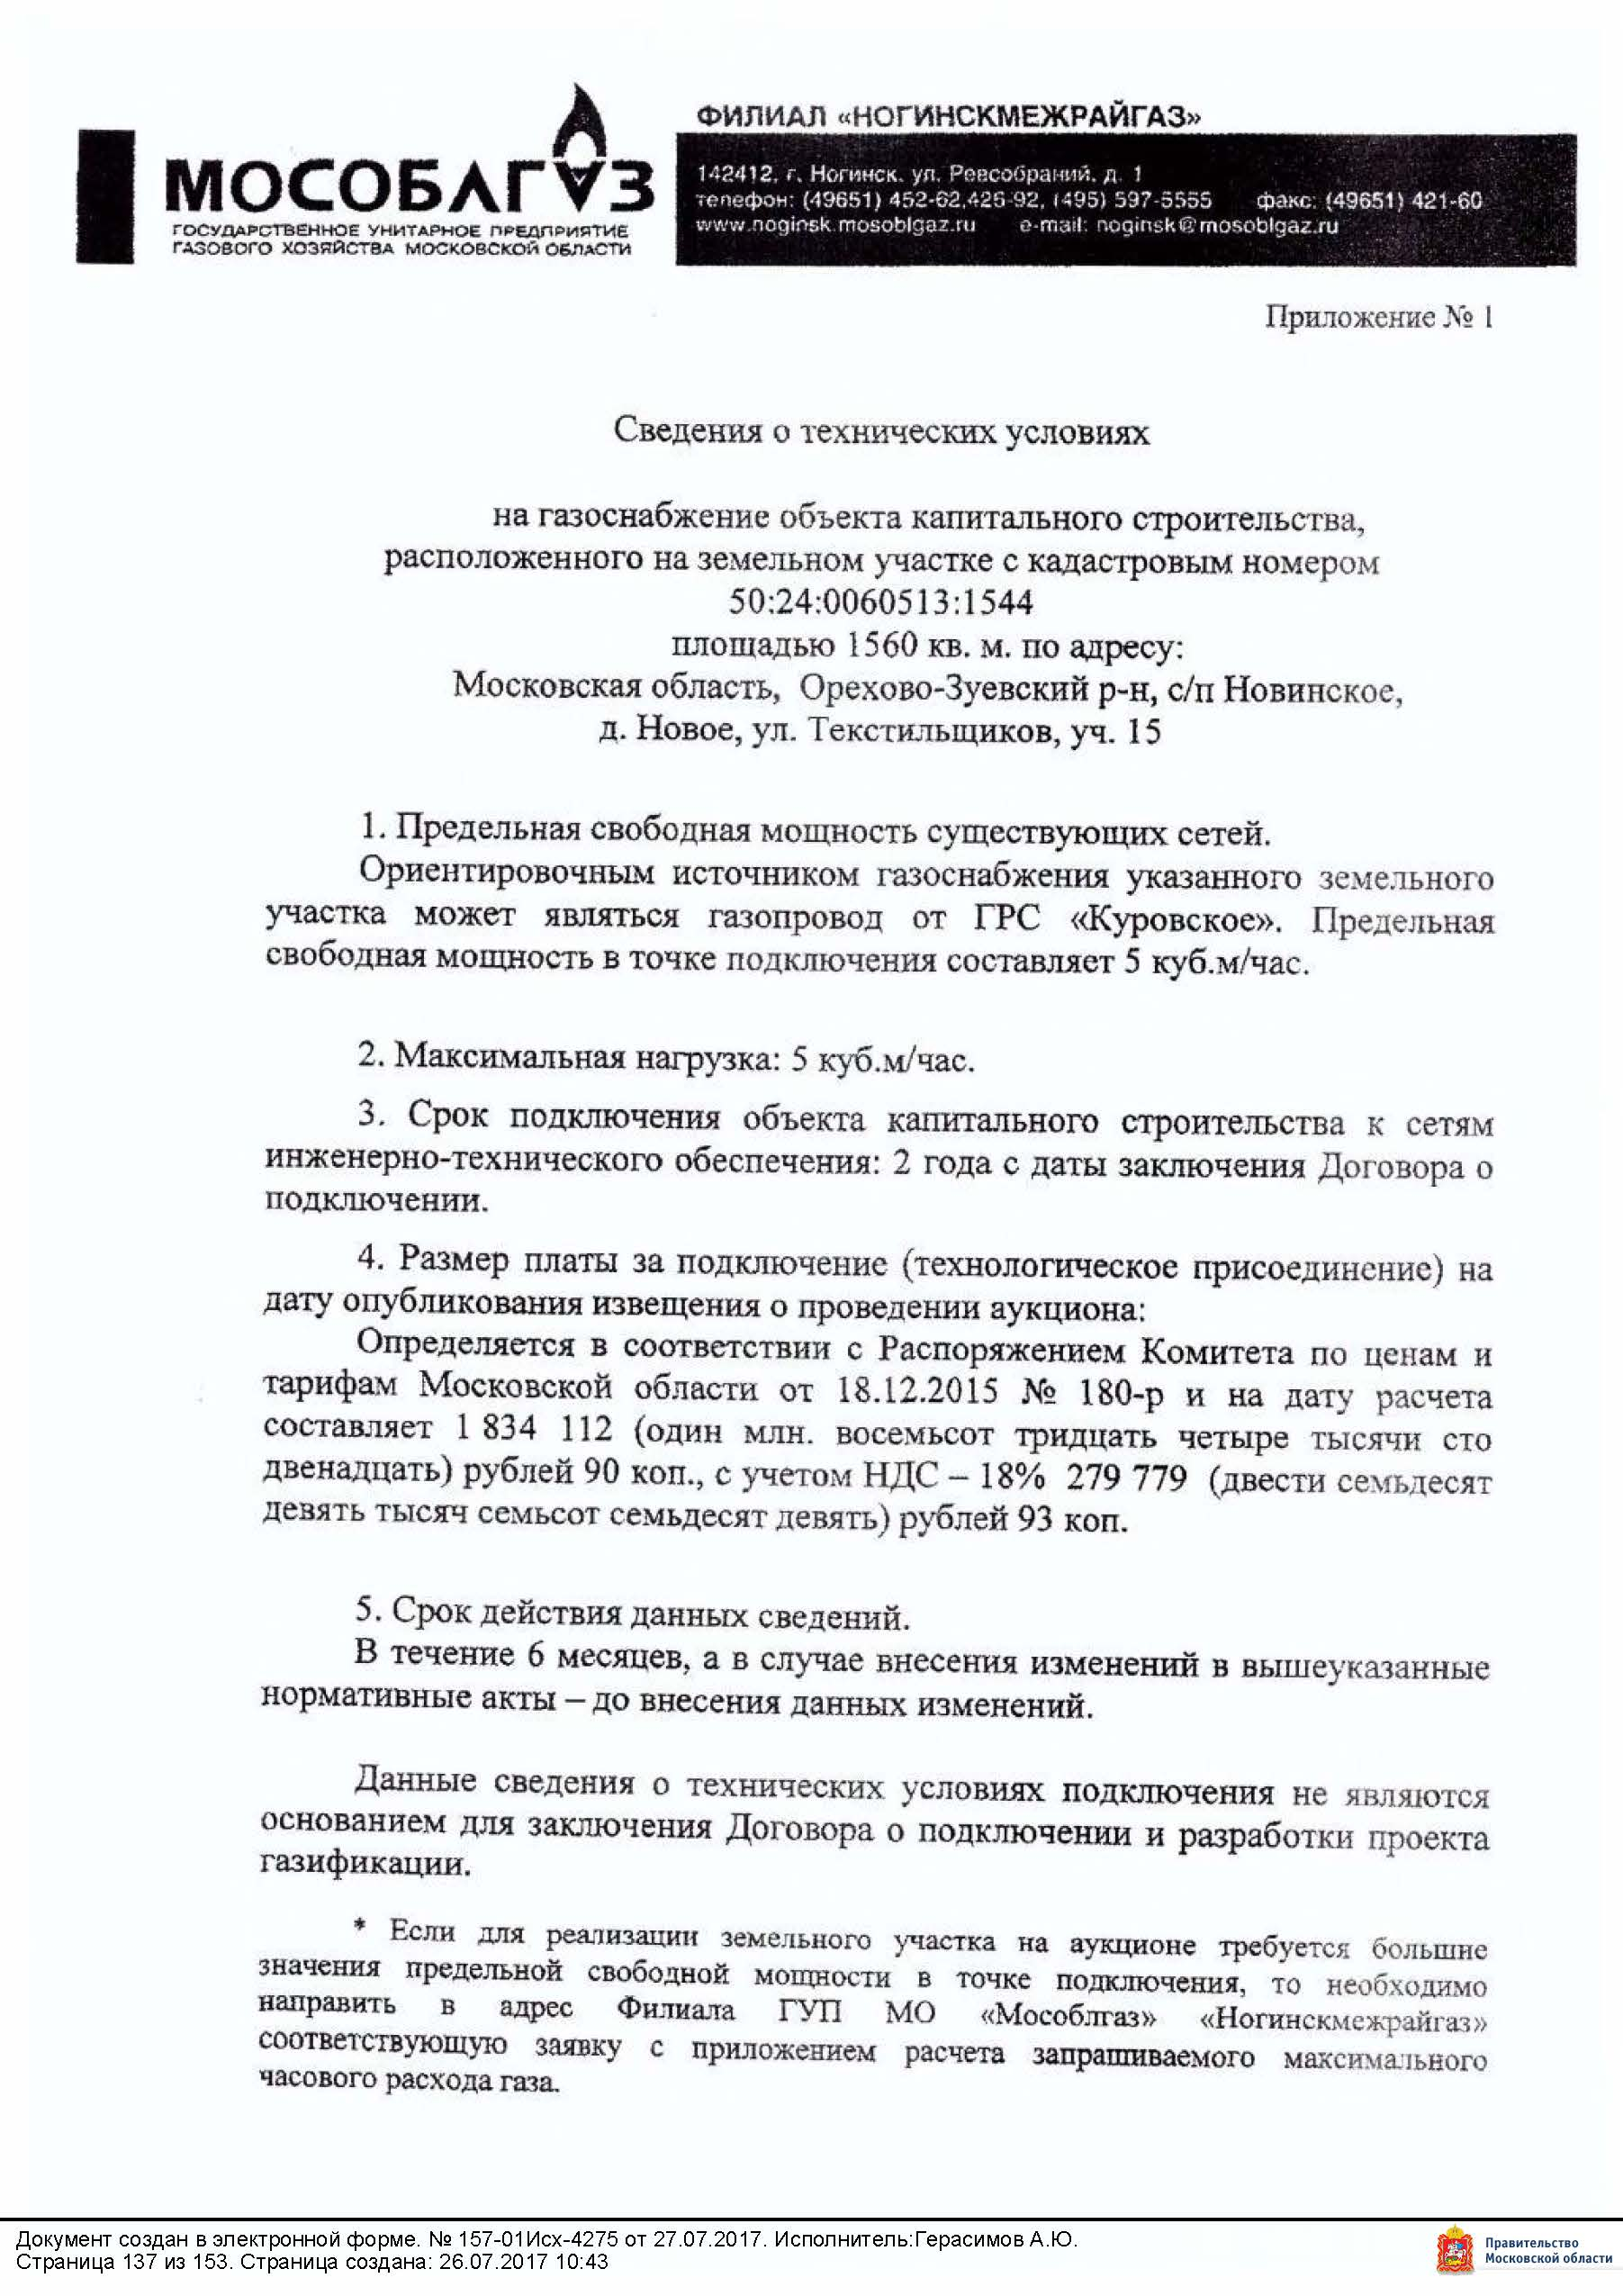 МОСОБЛГАЗ
ГОСУДАРСТВЕННОЕ УНИТАРНОЕ ПРЕДПРИЯТИЕ
ГАЗОВОГО ХОЗЯЙСТВА МОСКОВСКОЙ ОБЛАСТИ
ФИЛИАЛ «НОГИНСКМЕЖРАЙГАЗ»
142412, г. Ногинск, ул. Ревсобраний, д. 1
телефон: (49651) 452-62,426-92, (495) 597-5555 факс: (49651) 421-60
www.noginsk.mosoblgaz.ru e-mail: noginsk@mosoblgaz.ru
Приложение № 1
Сведения о технических условиях
на газоснабжение объекта капитального строительства,
расположенного на земельном участке с кадастровым номером
50:24:0060513:1544
площадью 1560 кв. м. по адресу:
Московская область, Орехово-Зуевский р-н, с/п Новинское,
д. Новое, ул. Текстильщиков, уч. 15
1. Предельная свободная мощность существующих сетей.
Ориентировочным источником газоснабжения указанного земельного
участка может являться газопровод от ГРС «Куровское». Предельная
свободная мощность в точке подключения составляет 5 куб.м/час.
2. Максимальная нагрузка: 5 куб.м/час.
3. Срок подключения объекта капитального строительства к сетям
инженерно-технического обеспечения: 2 года с даты заключения Договора о
подключении.
4. Размер платы за подключение (технологическое присоединение) на
дату опубликования извещения о проведении аукциона:
Определяется в соответствии с Распоряжением Комитета по ценам и
тарифам Московской области от 18.12.2015 № 180-р и на дату расчета
составляет 1 834 112 (один млн. восемьсот тридцать четыре тысячи сто
двенадцать) рублей 90 коп., с учетом НДС – 18% 279 779 (двести семьдесят
девять тысяч семьсот семьдесят девять) рублей 93 коп.
5. Срок действия данных сведений.
В течение 6 месяцев, а в случае внесения изменений в вышеуказанные
нормативные акты – до внесения данных изменений.
Данные сведения о технических условиях подключения не являются
основанием для заключения Договора о подключении и разработки проекта
газификации.
* Если для реализации земельного участка на аукционе требуется большие
значения предельной свободной мощности в точке подключения, то необходимо
направить в адрес Филиала ГУП МО «Мособлгаз» «Ногинскмежрайгаз»
соответствующую заявку с приложением расчета запрашиваемого максимального
часового расхода газа.
Документ создан в электронной форме. № 157-01Исх-4275 от 27.07.2017. Исполнитель:Герасимов А.Ю.
Страница 137 из 153. Страница создана: 26.07.2017 10:43
Правительство
Московской области